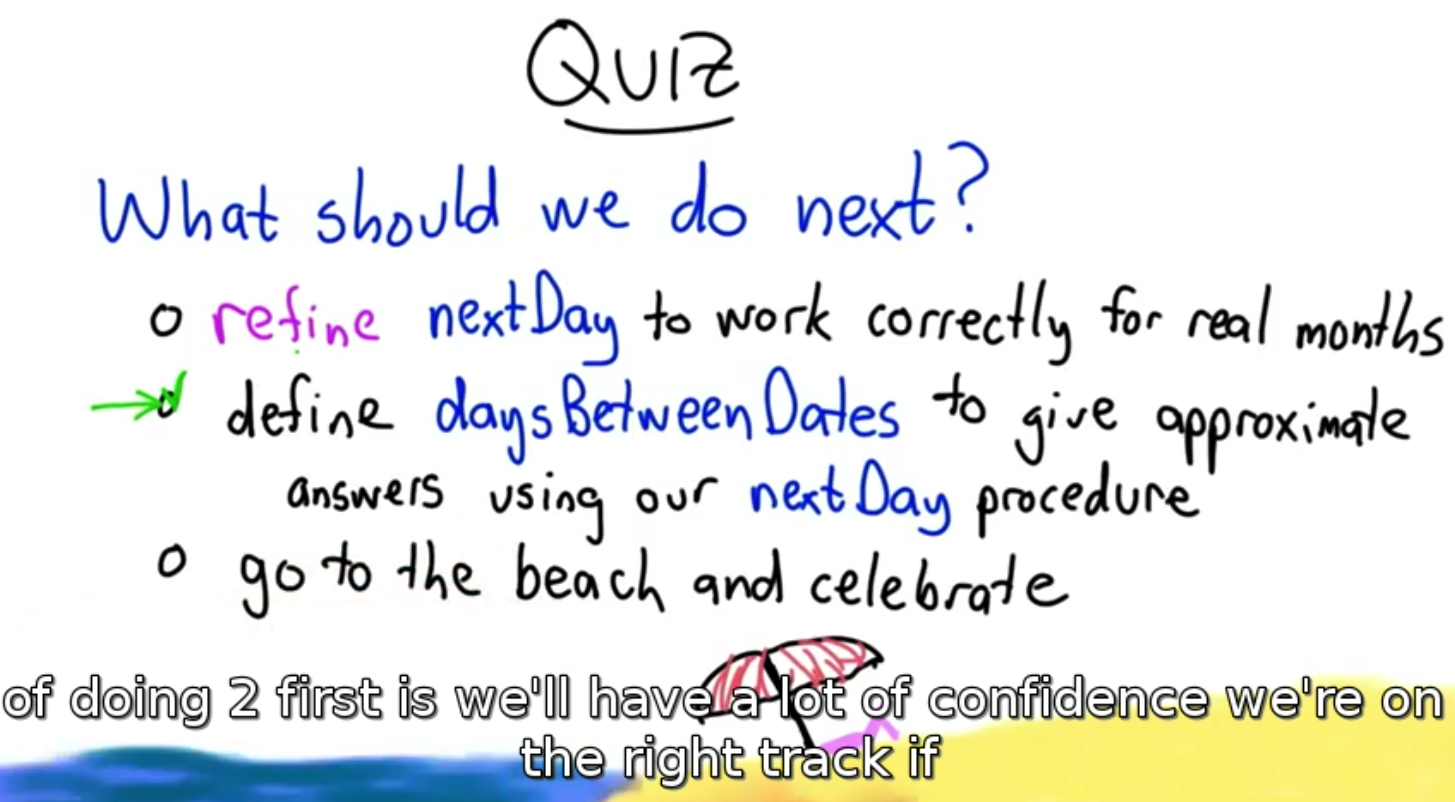 QUIZ
What should we do next?
o refine nextDay to work correctly for real months
o define daysBetweenDates to give approximate
answers using our nextDay procedure
o go to the beach and celebrate
of doing 2 first is we'll have a lot of confidence we're on
the right track if